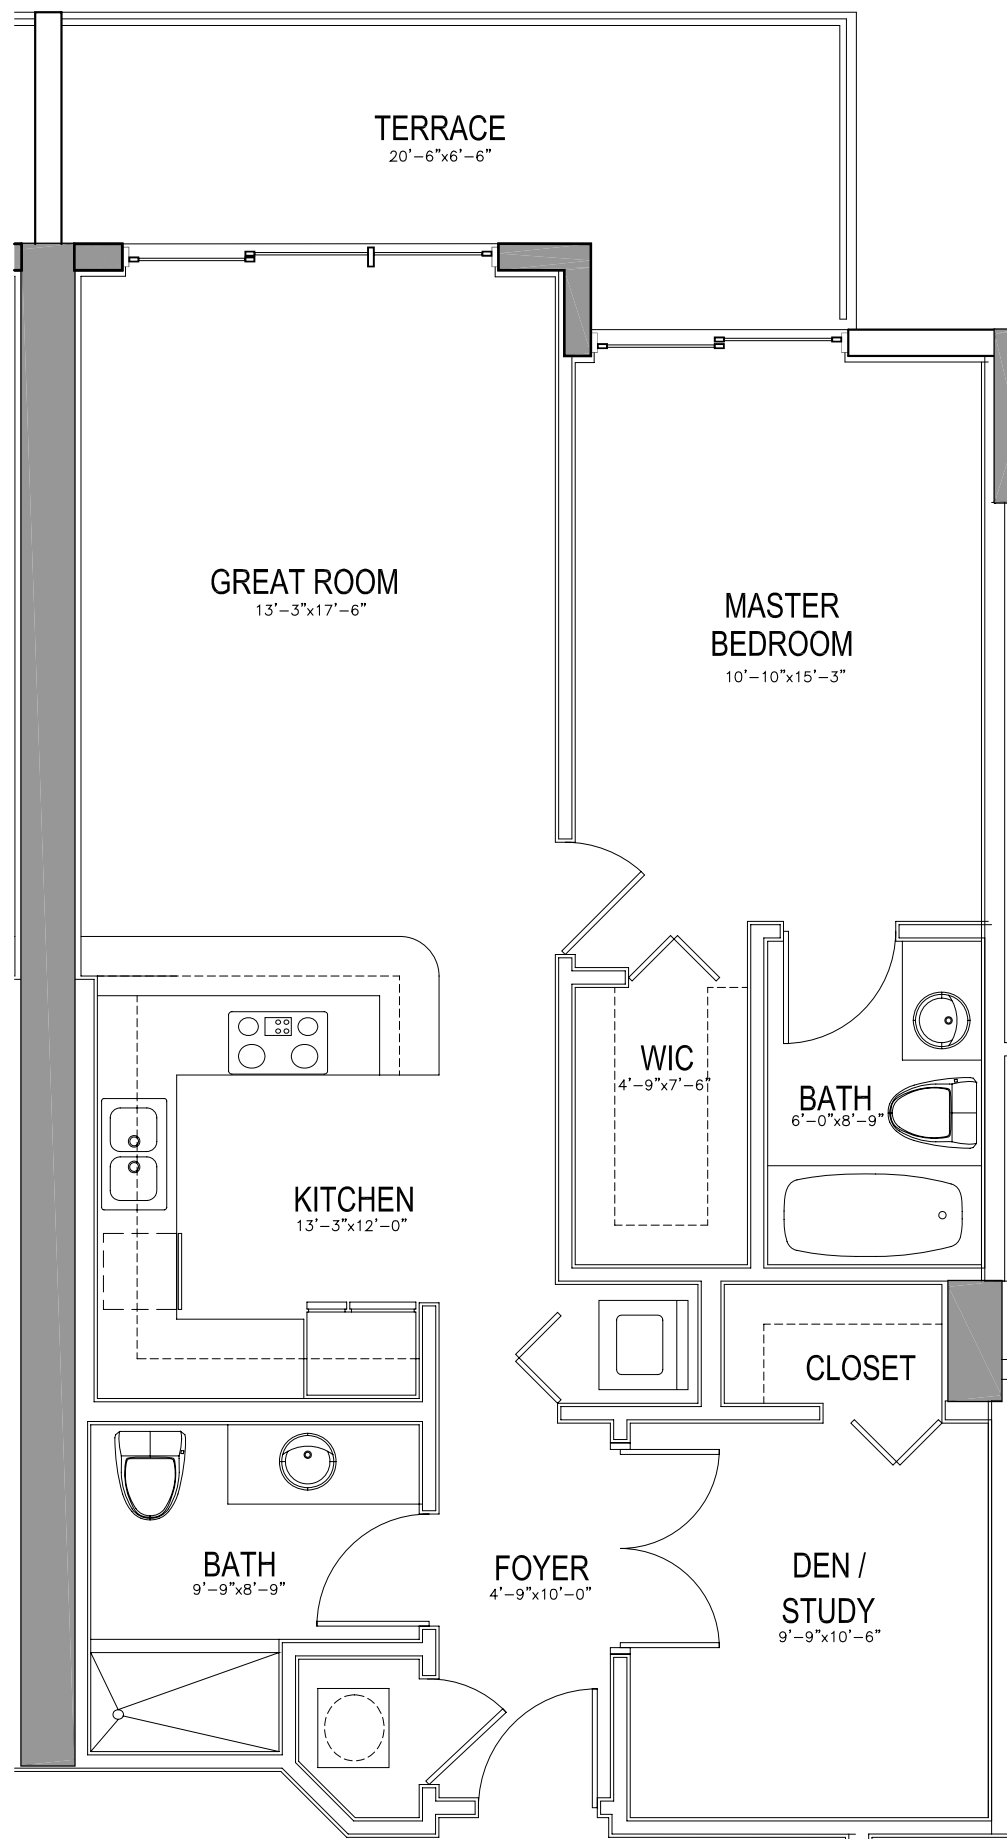 TERRACE
20'-6"x6'-6"
GREAT ROOM
13'-3"x17'-6"
MASTER
BEDROOM
10'-10"x15'-3"
WIC
4'-9"x7'-6"
BATH
6'-0"x8'-9"
KITCHEN
13'-3"x12'-0"
CLOSET
BATH
9'-9"x8'-9"
FOYER
4'-9"x10'-0"
DEN /
STUDY
9'-9"x10'-6"